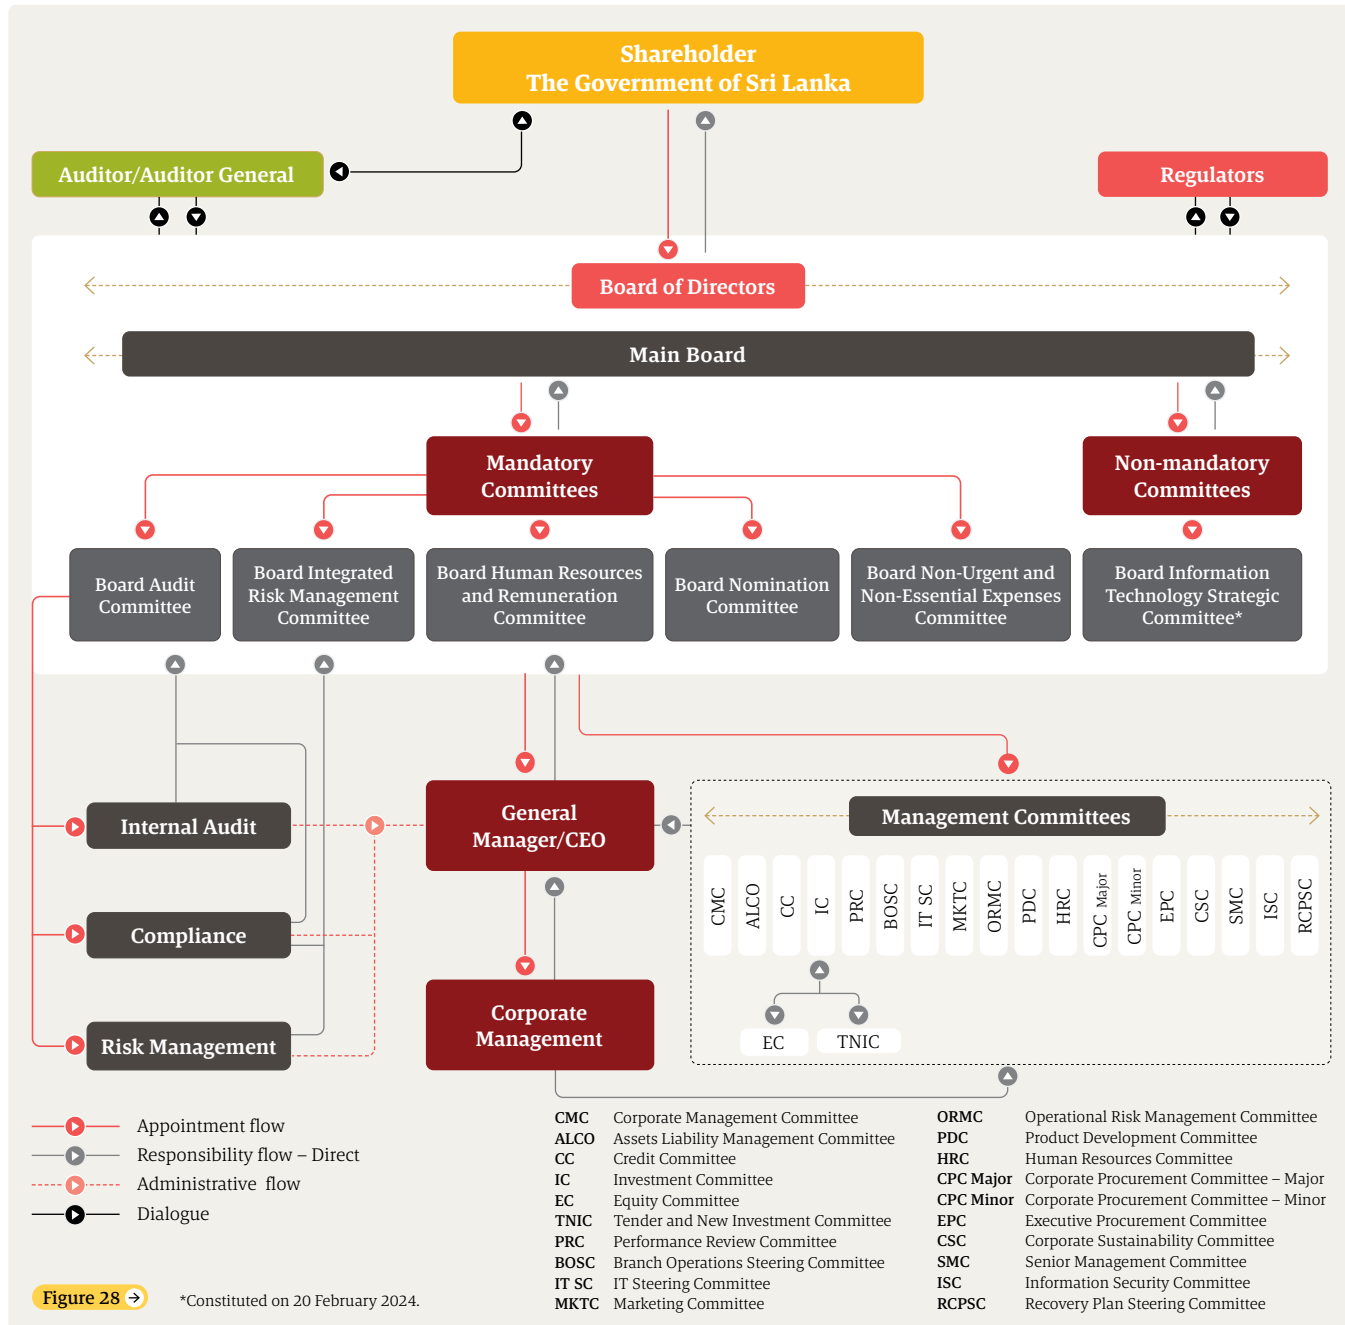 Shareholder
The Government of Sri Lanka
Auditor/Auditor General
Regulators
Board of Directors
Main Board
Mandatory
Committees
Non-mandatory
Committees
Board Audit
Committee
Board Integrated
Risk Management
Committee
Board Human Resources
and Remuneration
Committee
Board Nomination
Committee
Board Non-Urgent and
Non-Essential Expenses
Committee
Board Information
Technology Strategic
Committee*
Internal Audit
Compliance
Risk Management
General
Manager/CEO
Corporate
Management
Management Committees
CMC
ALCO
CC
IC
PRC
BOSC
IT SC
MKTC
ORMC
PDC
HRC
CPC Major
CPC Minor
EPC
CSC
SMC
ISC
RCPSC
EC
TNIC
Appointment flow
Responsibility flow – Direct
Administrative flow
Dialogue
CMC Corporate Management Committee
ALCO Assets Liability Management Committee
CC Credit Committee
IC Investment Committee
EC Equity Committee
TNIC Tender and New Investment Committee
PRC Performance Review Committee
BOSC Branch Operations Steering Committee
IT SC IT Steering Committee
MKTC Marketing Committee
ORMC Operational Risk Management Committee
PDC Product Development Committee
HRC Human Resources Committee
CPC Major Corporate Procurement Committee – Major
CPC Minor Corporate Procurement Committee – Minor
EPC Executive Procurement Committee
CSC Corporate Sustainability Committee
SMC Senior Management Committee
ISC Information Security Committee
RCPSC Recovery Plan Steering Committee
Figure 28
*Constituted on 20 February 2024.